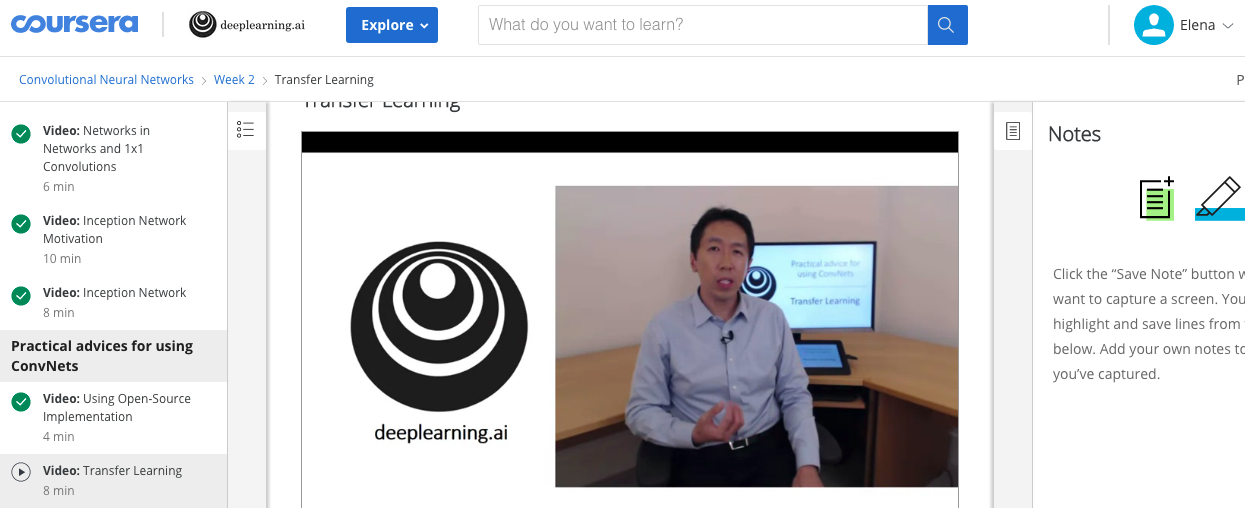 coursera
deeplearning.ai
Explore
What do you want to learn?
Elena
Convolutional Neural Networks > Week 2 > Transfer Learning
P
Transfer Learning
Video: Networks in
Networks and 1x1
Convolutions
6 min
Video: Inception Network
Motivation
10 min
Video: Inception Network
8 min
Practical advices for using
ConvNets
Video: Using Open-Source
Implementation
4 min
Video: Transfer Learning
8 min
deeplearning.ai
Practical advice for
using ConvNets
Transfer Learning
Notes
Click the “Save Note” button w
want to capture a screen. You
highlight and save lines from
below. Add your own notes to
you’ve captured.